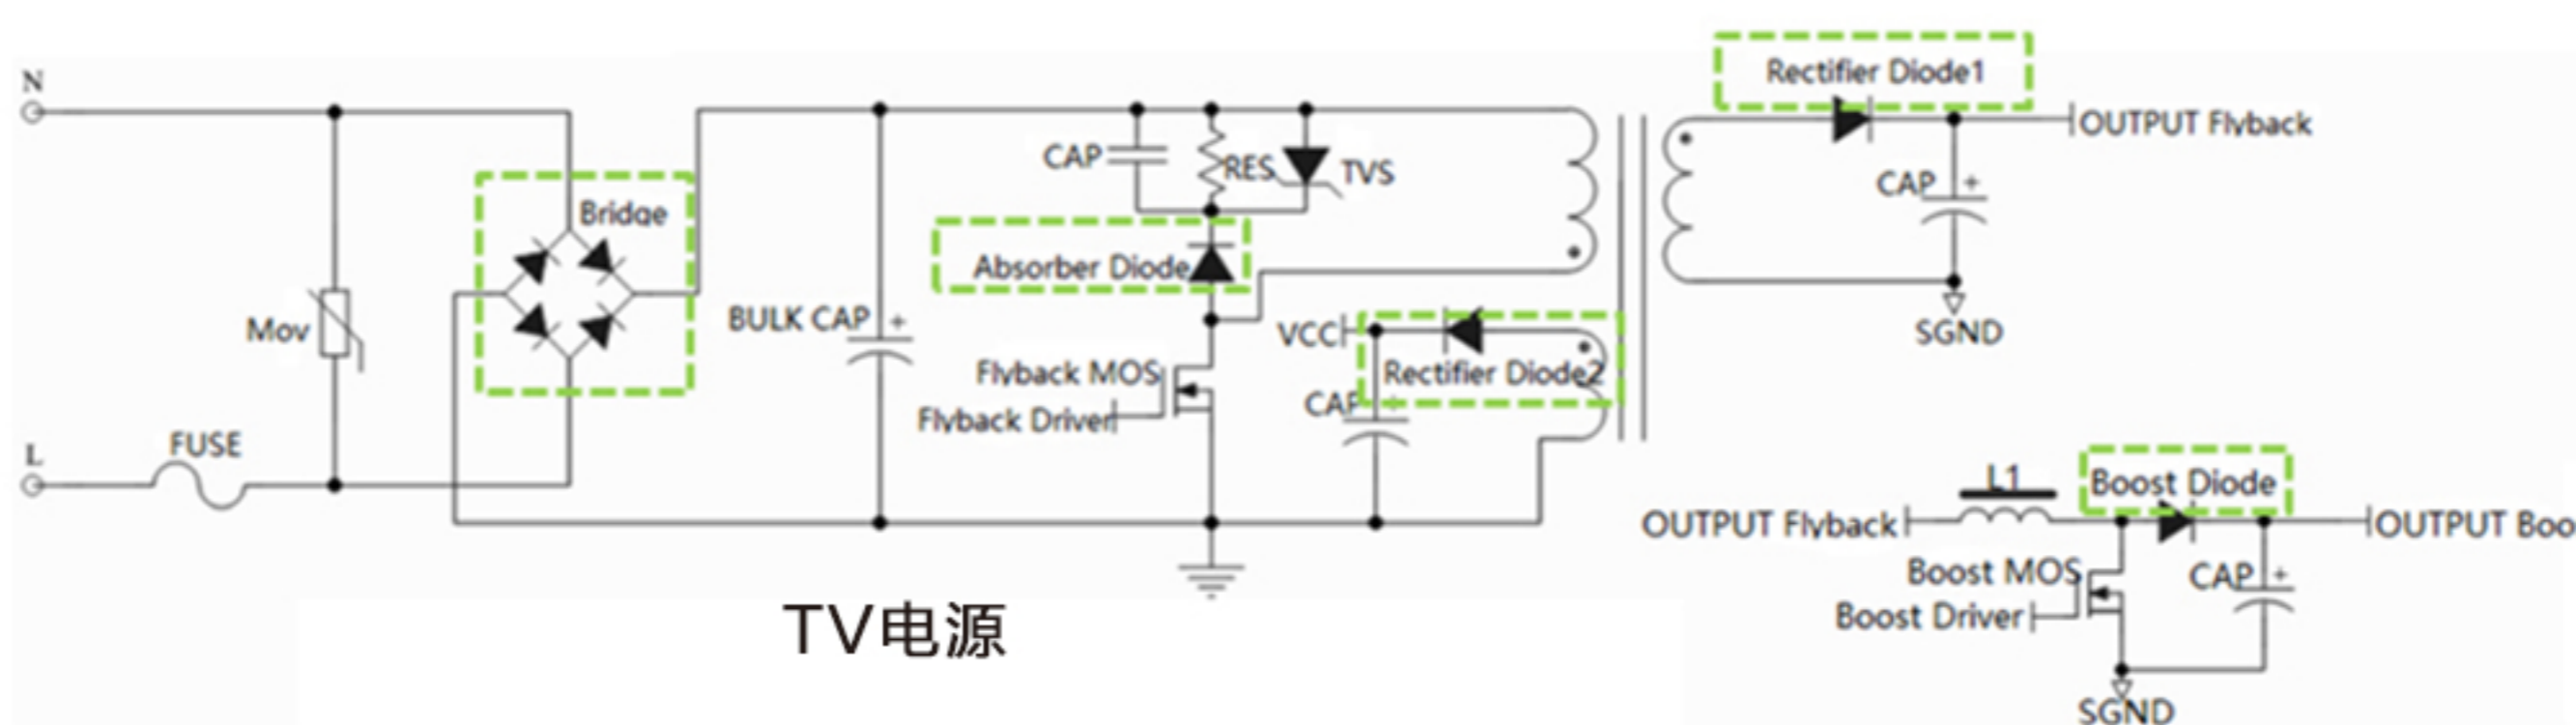 N
Rectifier Diode1
OUTPUT Flyback
CAP
RES
TVS
CAP
+
Bridge
Absorber Diode
Mov
BULK CAP
+
VCC
SGND
Flyback MOS
Rectifier Diode2
Flyback Driver
CAP
L
FUSE
L1
Boost Diode
OUTPUT Flyback
OUTPUT Boo
Boost MOS
CAP
+
Boost Driver
TV电源
SGND